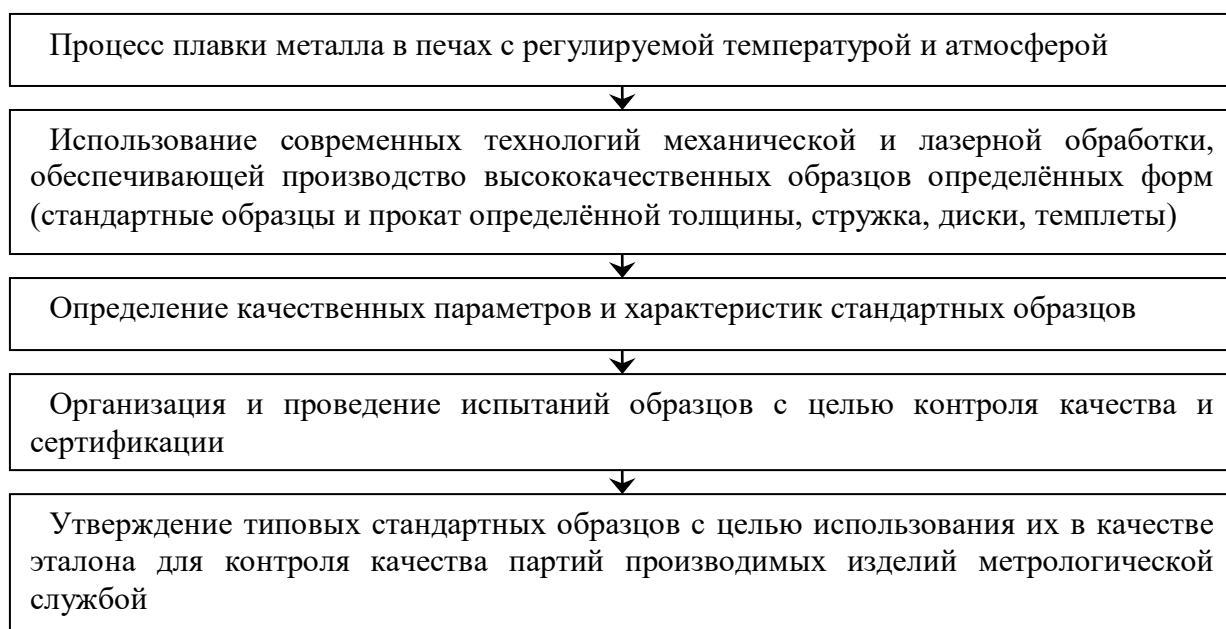 Процесс плавки металла в печах с регулируемой температурой и атмосферой
Использование современных технологий механической и лазерной обработки,
обеспечивающей производство высококачественных образцов определённых форм
(стандартные образцы и прокат определённой толщины, стружка, диски, темплеты)
Определение качественных параметров и характеристик стандартных образцов
Организация и проведение испытаний образцов с целью контроля качества и
сертификации
Утверждение типовых стандартных образцов с целью использования их в качестве
эталона для контроля качества партий производимых изделий метрологической
службой